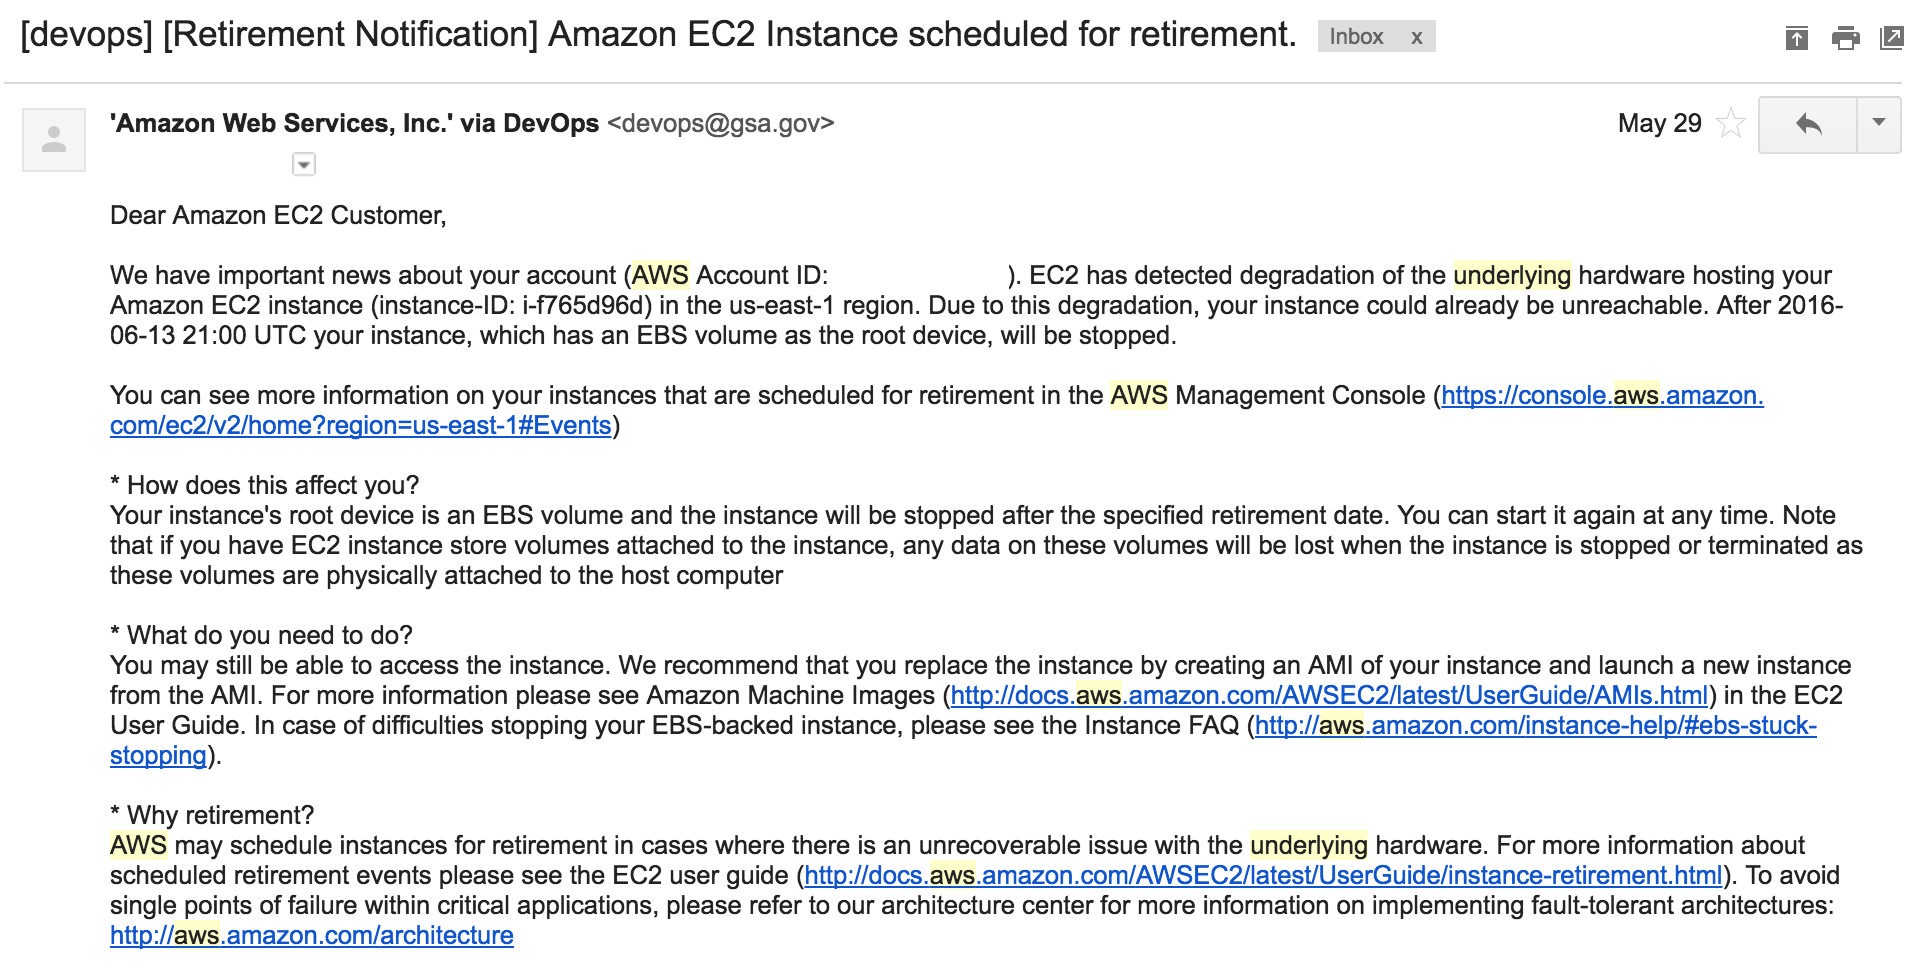 [devops] [Retirement Notification] Amazon EC2 Instance scheduled for retirement. Inbox x
'Amazon Web Services, Inc.' via DevOps <devops@gsa.gov> May 29
Dear Amazon EC2 Customer,
We have important news about your account (AWS Account ID: ). EC2 has detected degradation of the underlying hardware hosting your
Amazon EC2 instance (instance-ID: i-f765d96d) in the us-east-1 region. Due to this degradation, your instance could already be unreachable. After 2016-
06-13 21:00 UTC your instance, which has an EBS volume as the root device, will be stopped.
You can see more information on your instances that are scheduled for retirement in the AWS Management Console (https://console.aws.amazon.
com/ec2/v2/home?region=us-east-1#Events)
* How does this affect you?
Your instance's root device is an EBS volume and the instance will be stopped after the specified retirement date. You can start it again at any time. Note
that if you have EC2 instance store volumes attached to the instance, any data on these volumes will be lost when the instance is stopped or terminated as
these volumes are physically attached to the host computer
* What do you need to do?
You may still be able to access the instance. We recommend that you replace the instance by creating an AMI of your instance and launch a new instance
from the AMI. For more information please see Amazon Machine Images (http://docs.aws.amazon.com/AWSEC2/latest/UserGuide/AMIs.html) in the EC2
User Guide. In case of difficulties stopping your EBS-backed instance, please see the Instance FAQ (http://aws.amazon.com/instance-help/#ebs-stuck-
stopping).
* Why retirement?
AWS may schedule instances for retirement in cases where there is an unrecoverable issue with the underlying hardware. For more information about
scheduled retirement events please see the EC2 user guide (http://docs.aws.amazon.com/AWSEC2/latest/UserGuide/instance-retirement.html). To avoid
single points of failure within critical applications, please refer to our architecture center for more information on implementing fault-tolerant architectures:
http://aws.amazon.com/architecture